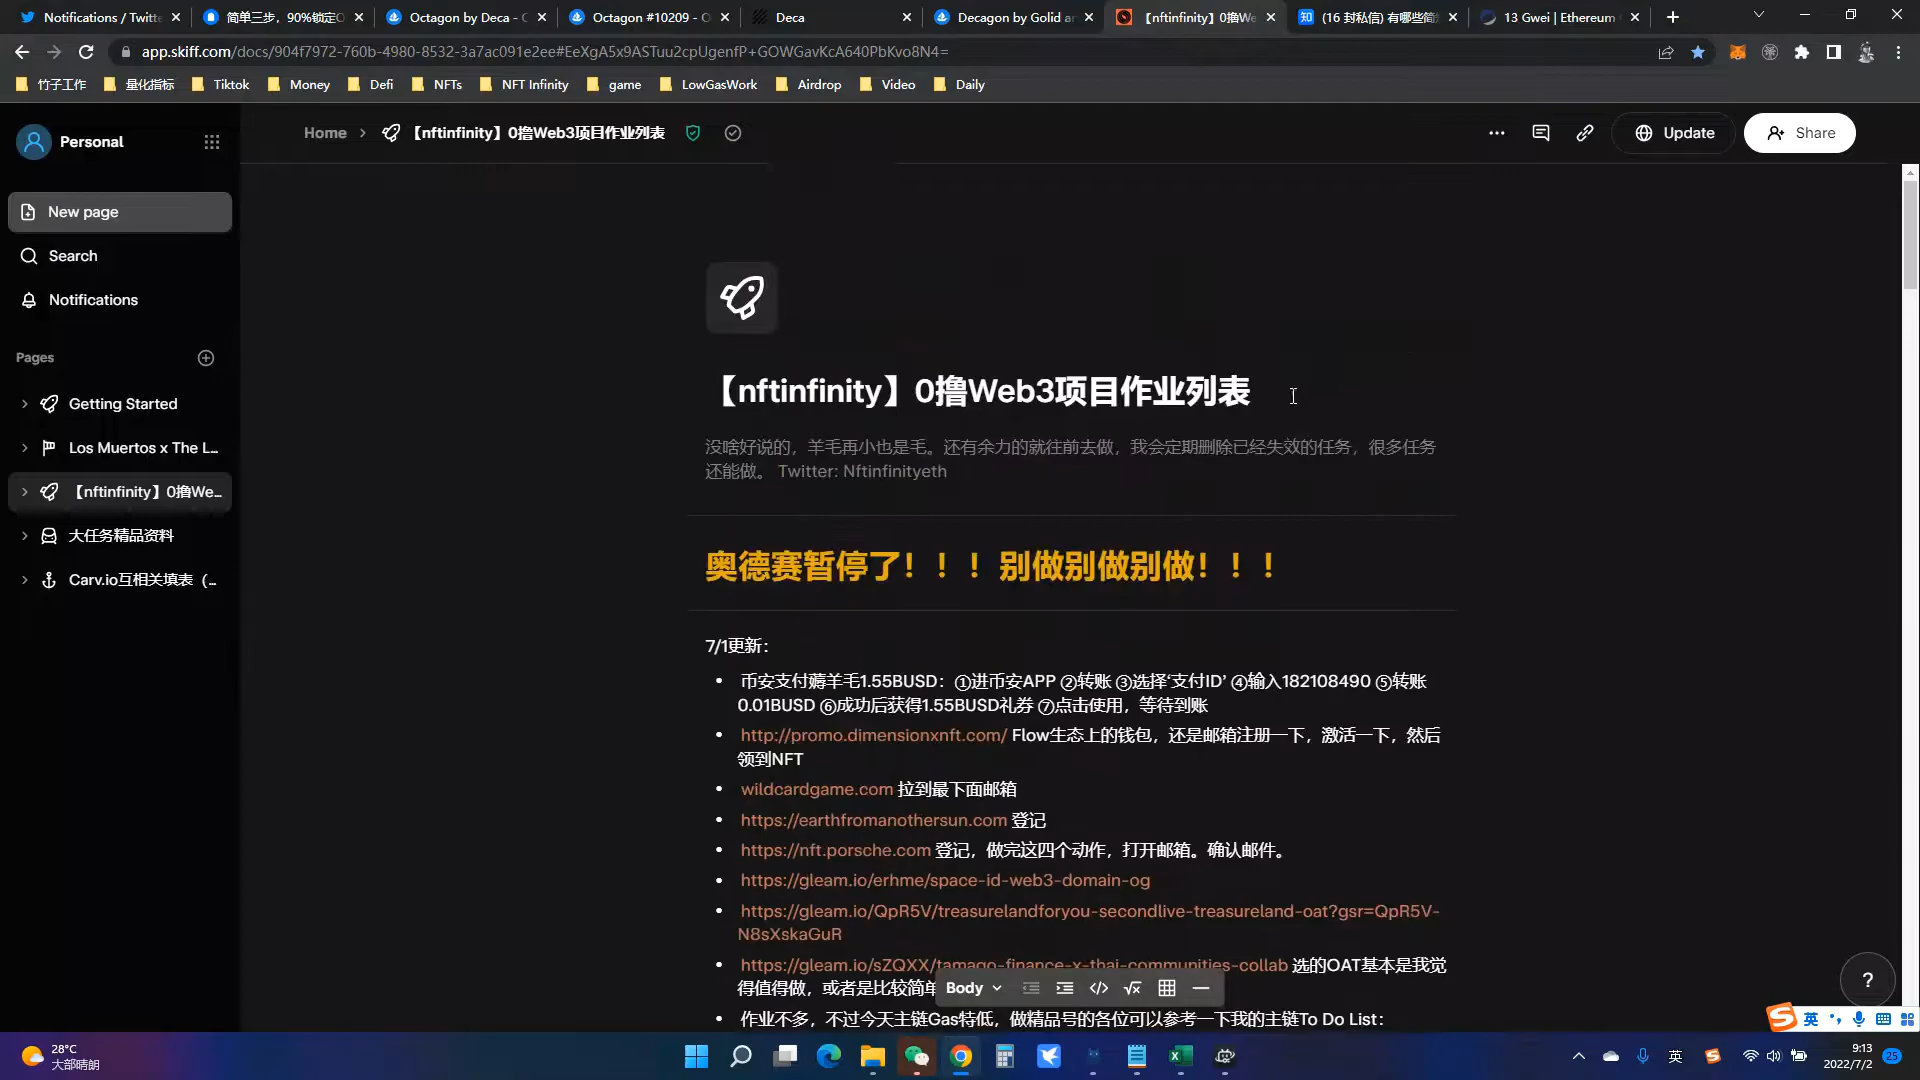 Notifications / Twitte
简单三步，90%锁定O
Octagon by Deca - O
Octagon #10209 - O
Deca
Decagon by Golid a
【nftinfinity】0撸We
(16 封私信) 有哪些简
13 Gwei | Ethereum
app.skiff.com/docs/904f7972-760b-4980-8532-3a7ac091e2ee#EeXgA5x9ASTuu2cpUgenfP+GOWGavKcA640PbKvo8N4=
竹子工作
量化指标
Tiktok
Money
Defi
NFTs
NFT Infinity
game
LowGasWork
Airdrop
Video
Daily
Personal
Home
【nftinfinity】0撸Web3项目作业列表
Update
Share
New page
Search
Notifications
Pages
Getting Started
Los Muertos x The L...
【nftinfinity】0撸We...
大任务精品资料
Carv.io互相关填表（...
【nftinfinity】0撸Web3项目作业列表
没啥好说的，羊毛再小也是毛。还有余力的就往前去做，我会定期删除已经失效的任务，很多任务
还能做。 Twitter: Nftinfinityeth
奥德赛暂停了！！！别做别做别做！！！
7/1更新：
• 币安支付薅羊毛1.55BUSD：①进币安APP ②转账 ③选择‘支付ID’ ④输入182108490 ⑤转账
0.01BUSD ⑥成功后获得1.55BUSD礼券 ⑦点击使用，等待到账
• http://promo.dimensionxnft.com/ Flow生态上的钱包，还是邮箱注册一下，激活一下，然后
领到NFT
• wildcardgame.com 拉到最下面邮箱
• https://earthfromanothersun.com 登记
• https://nft.porsche.com 登记，做完这四个动作，打开邮箱。确认邮件。
• https://gleam.io/erhme/space-id-web3-domain-og
• https://gleam.io/QpR5V/treasurelandforyou-secondlive-treasureland-oat?gsr=QpR5V-
N8sXskaGuR
• https://gleam.io/sZQXX/tamago-finance-x-thai-communities-collab 选的OAT基本是我觉
得值得做，或者是比较简单
Body
• 作业不多，不过今天主链Gas特低，做精品号的各位可以参考一下我的主链To Do List：
?
英
28°C
大部晴朗
英
9:13
2022/7/2
25